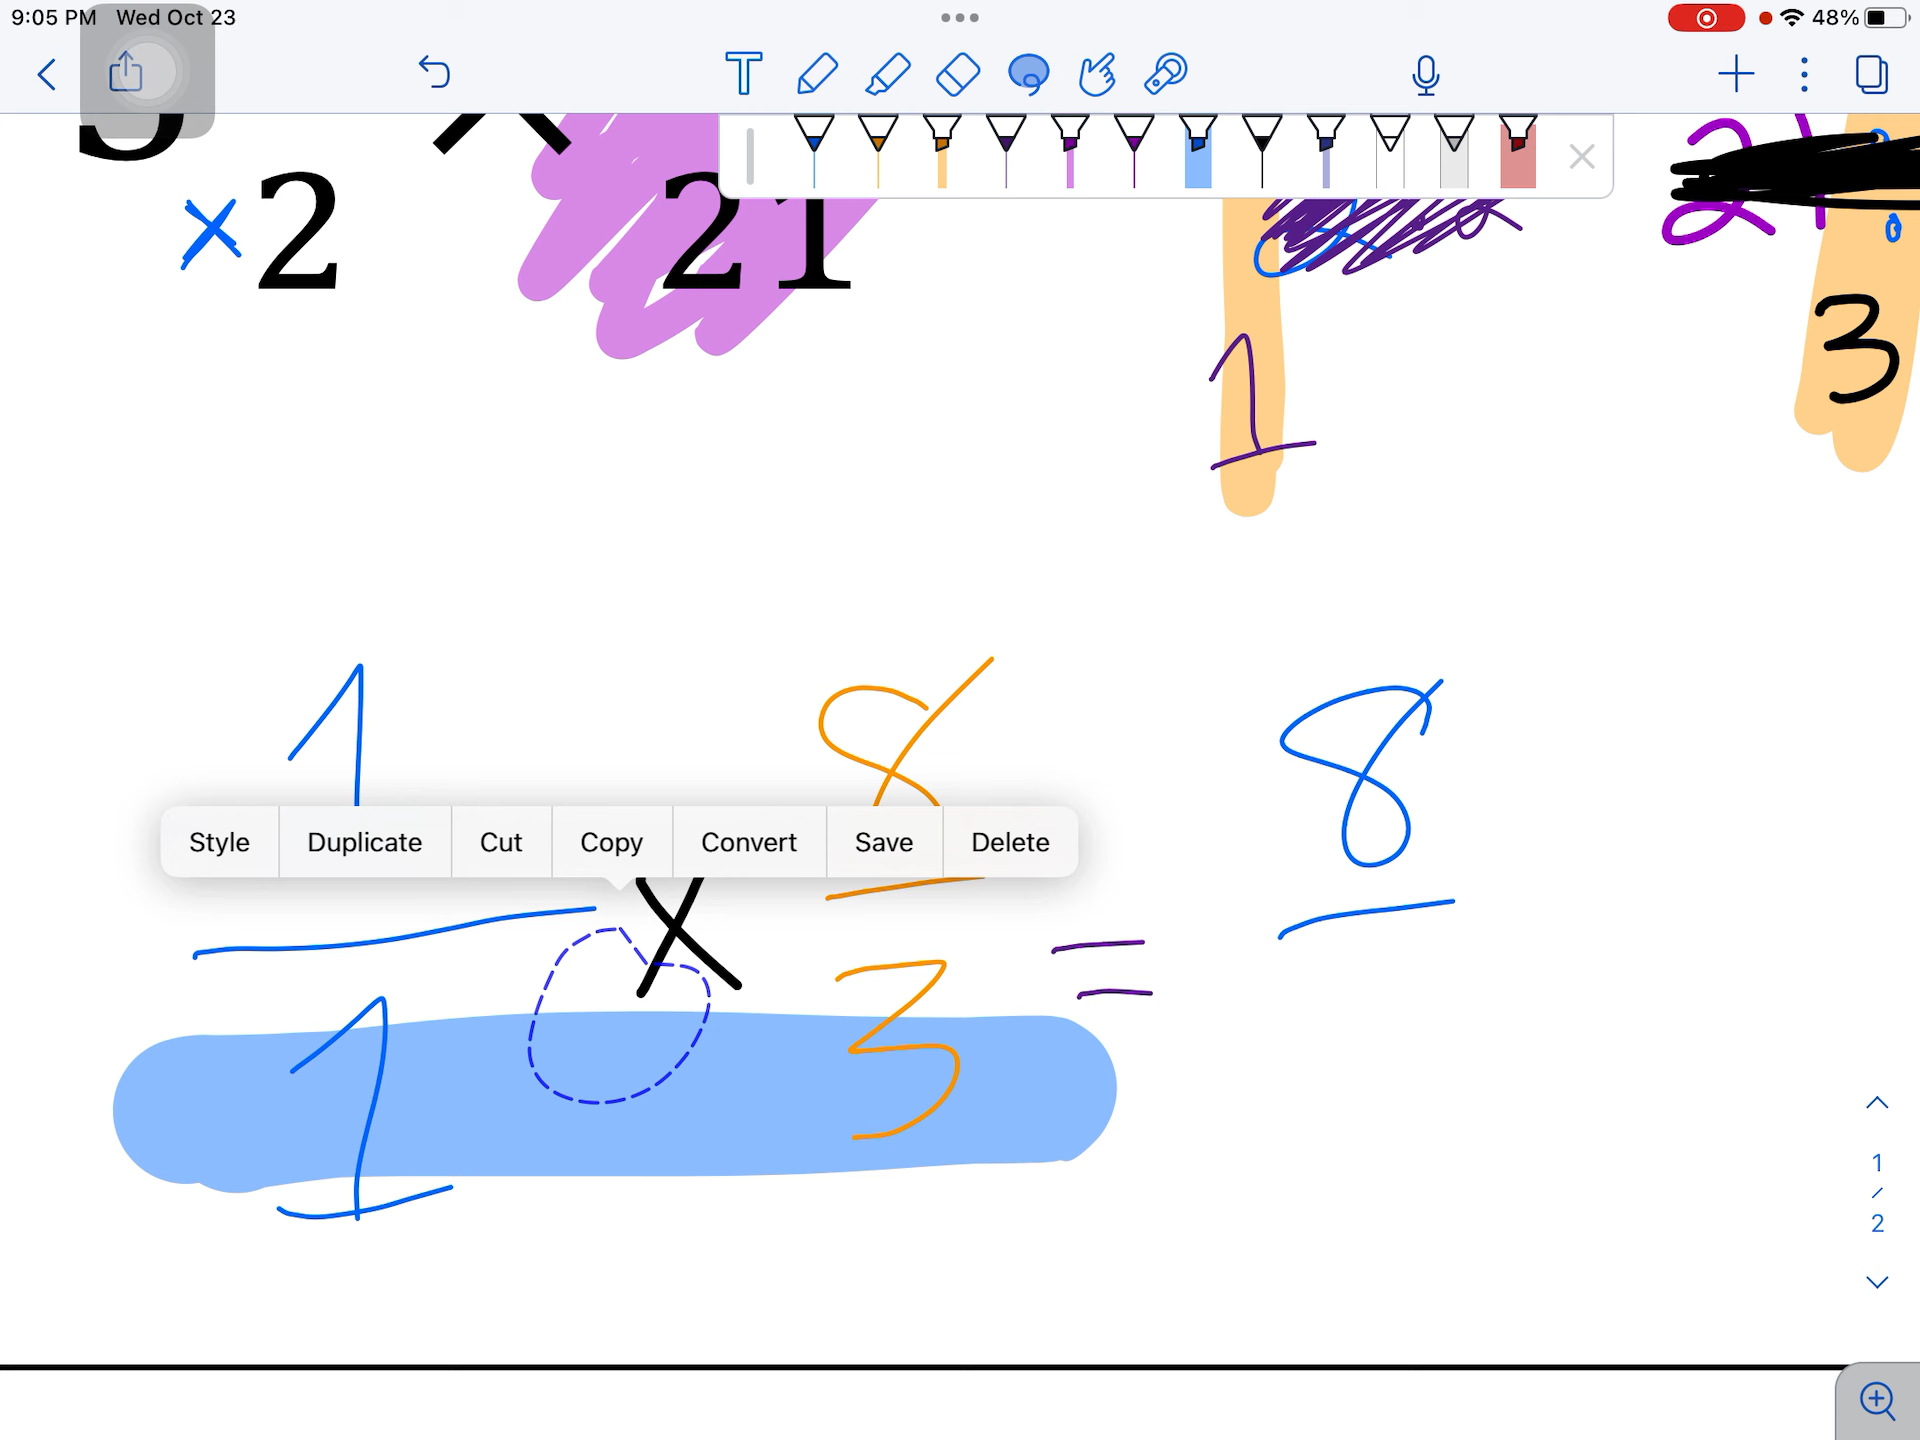 9:05 PM Wed Oct 23
48%
T
×2 21
1
3
1 8 8
Style Duplicate Cut Copy Convert Save Delete
×
=
1 3
1
/
2